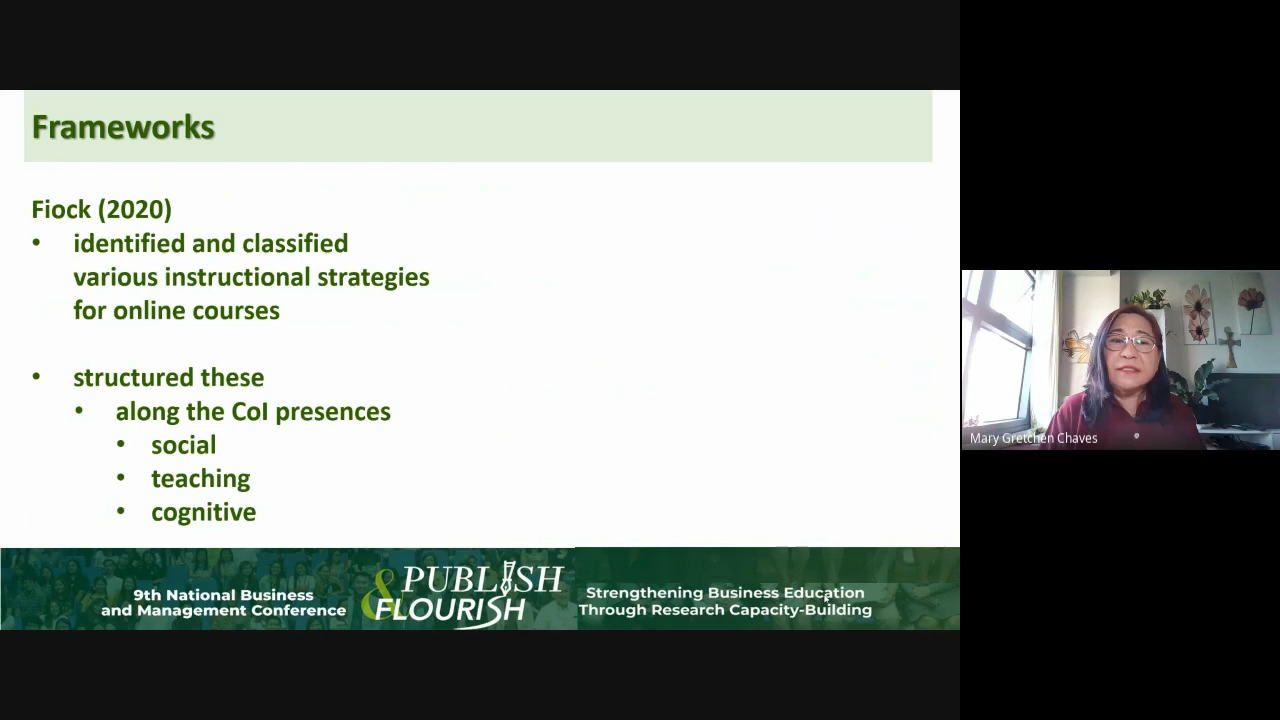 Frameworks
Fiock (2020)
• identified and classified
various instructional strategies
for online courses
• structured these
• along the CoI presences
• social
• teaching
• cognitive
9th National Business
and Management Conference
PUBLISH
& FLOURISH
Strengthening Business Education
Through Research Capacity-Building
Mary Gretchen Chaves